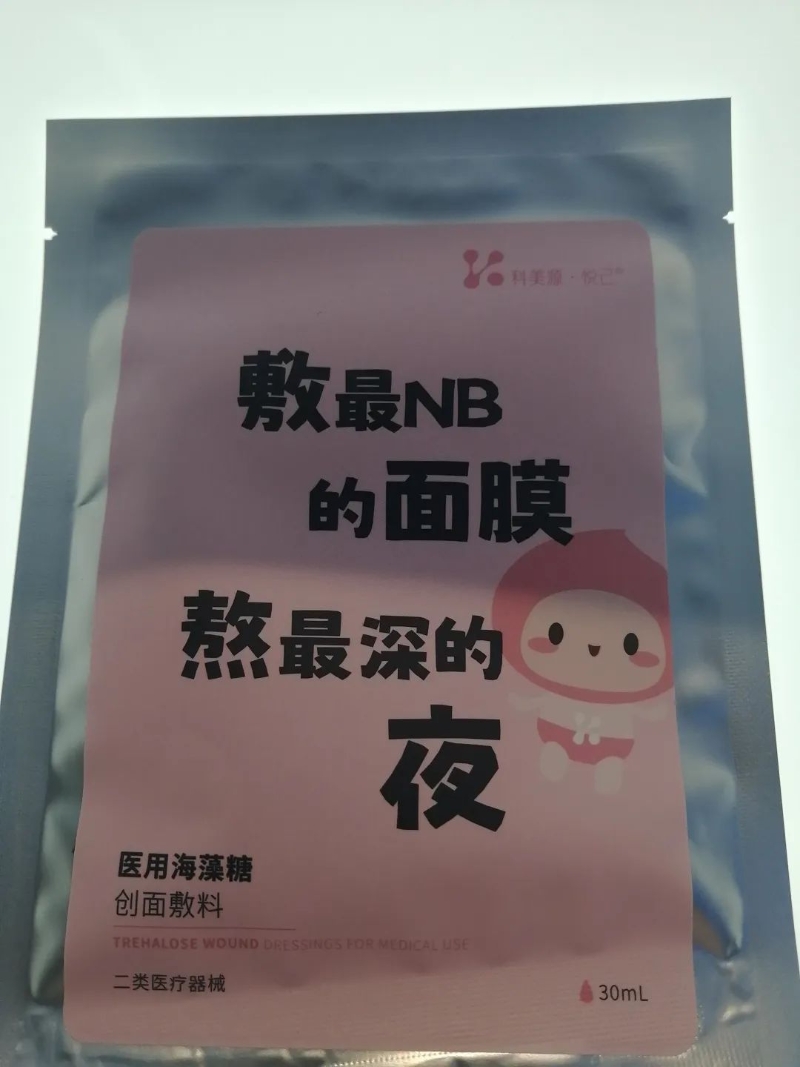 科美源·悦己
敷最NB
的面膜
熬最深的
夜
医用海藻糖
创面敷料
TREHALOSE WOUND DRESSINGS FOR MEDICAL USE
二类医疗器械
30mL